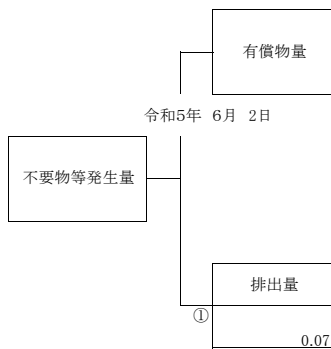 有償物量
令和5年 6月 2日
不要物等発生量
排出量
①
0.07